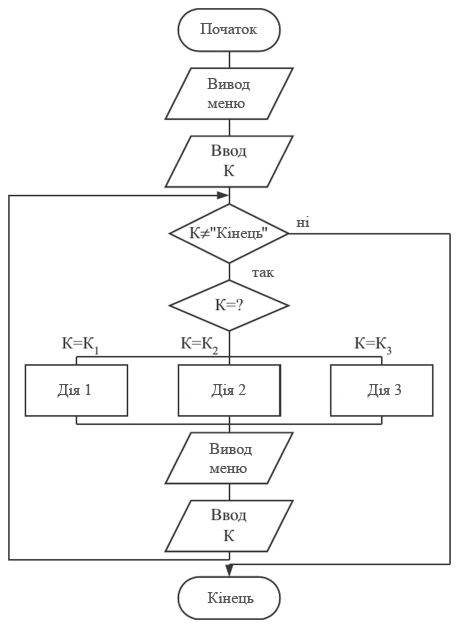 Початок
Вивод
меню
Ввод
К
К≠"Кінець"
ні
так
К=?
К=К₁
К=К₂
К=К₃
Дія 1
Дія 2
Дія 3
Вивод
меню
Ввод
К
Кінець